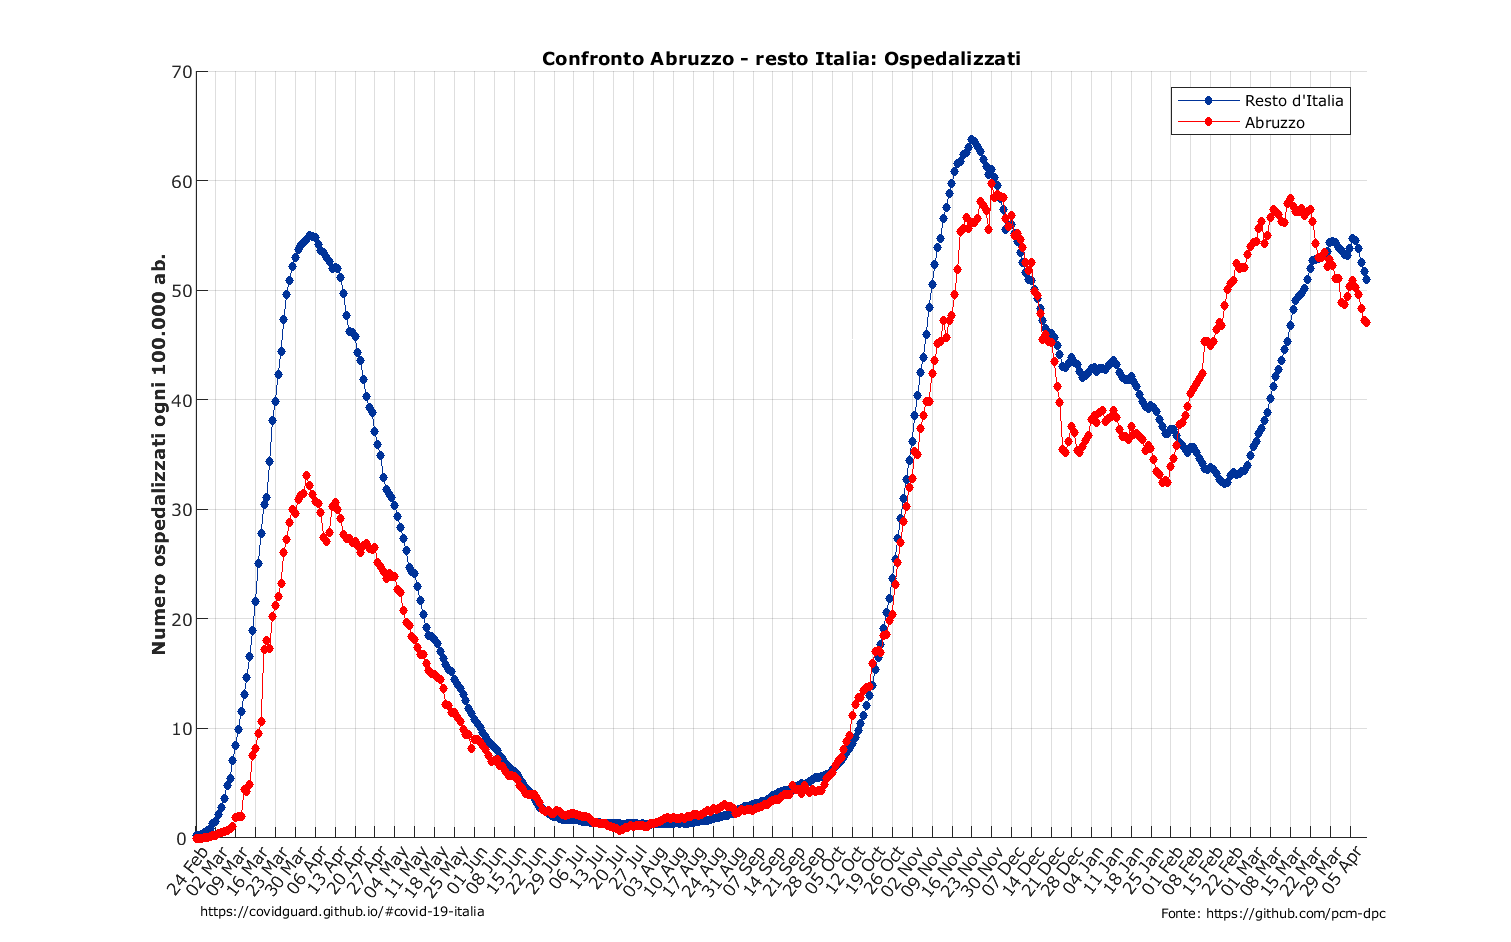 Confronto Abruzzo - resto Italia: Ospedalizzati
70
60
50
40
30
20
10
0
Numero ospedalizzati ogni 100.000 ab.
Resto d'Italia
Abruzzo
24 Feb
02 Mar
09 Mar
16 Mar
23 Mar
30 Mar
06 Apr
13 Apr
20 Apr
27 Apr
04 May
11 May
18 May
25 May
01 Jun
08 Jun
15 Jun
22 Jun
29 Jun
06 Jul
13 Jul
20 Jul
27 Jul
03 Aug
10 Aug
17 Aug
24 Aug
31 Aug
07 Sep
14 Sep
21 Sep
28 Sep
05 Oct
12 Oct
19 Oct
26 Oct
02 Nov
09 Nov
16 Nov
23 Nov
30 Nov
07 Dec
14 Dec
21 Dec
28 Dec
04 Jan
11 Jan
18 Jan
25 Jan
01 Feb
08 Feb
15 Feb
22 Feb
01 Mar
08 Mar
15 Mar
22 Mar
29 Mar
05 Apr
https://covidguard.github.io/#covid-19-italia
Fonte: https://github.com/pcm-dpc